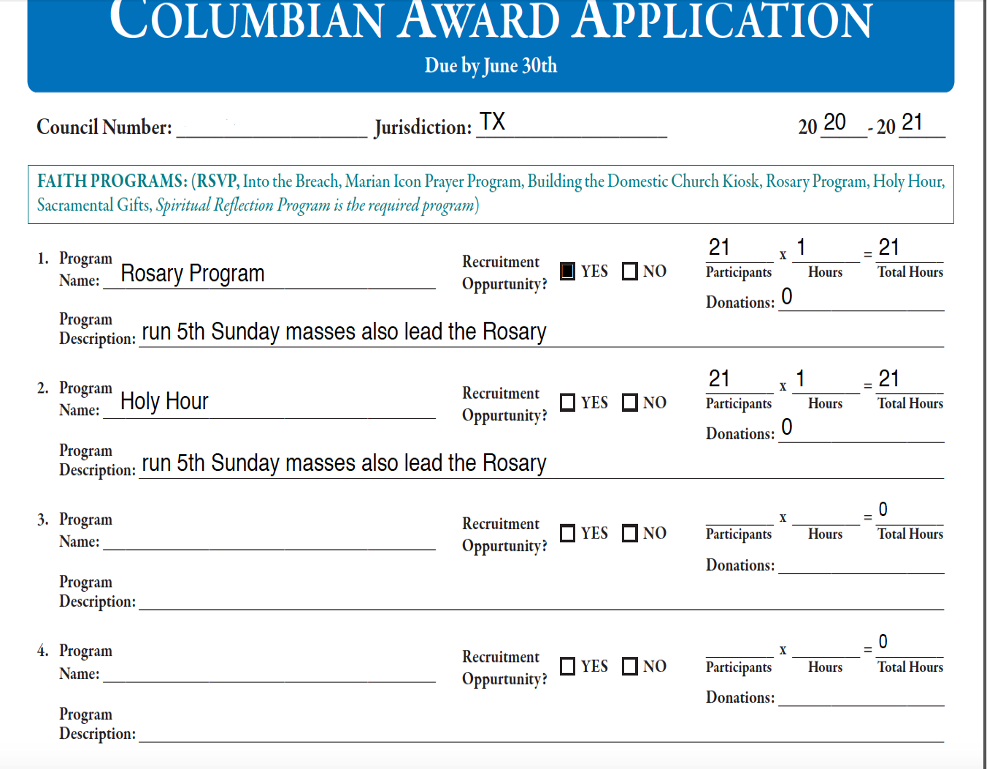 COLUMBIAN AWARD APPLICATION
Due by June 30th
Council Number: Jurisdiction: TX 20 20 - 20 21
FAITH PROGRAMS: (RSVP, Into the Breach, Marian Icon Prayer Program, Building the Domestic Church Kiosk, Rosary Program, Holy Hour,
Sacramental Gifts, Spiritual Reflection Program is the required program)
1. Program Name: Rosary Program Recruitment Oppurtunity? YES NO 21 x 1 = 21
Participants Hours Total Hours
Donations: 0
Program Description: run 5th Sunday masses also lead the Rosary
2. Program Name: Holy Hour Recruitment Oppurtunity? YES NO 21 x 1 = 21
Participants Hours Total Hours
Donations: 0
Program Description: run 5th Sunday masses also lead the Rosary
3. Program Name: Recruitment Oppurtunity? YES NO x = 0
Participants Hours Total Hours
Donations:
Program Description:
4. Program Name: Recruitment Oppurtunity? YES NO x = 0
Participants Hours Total Hours
Donations:
Program Description: